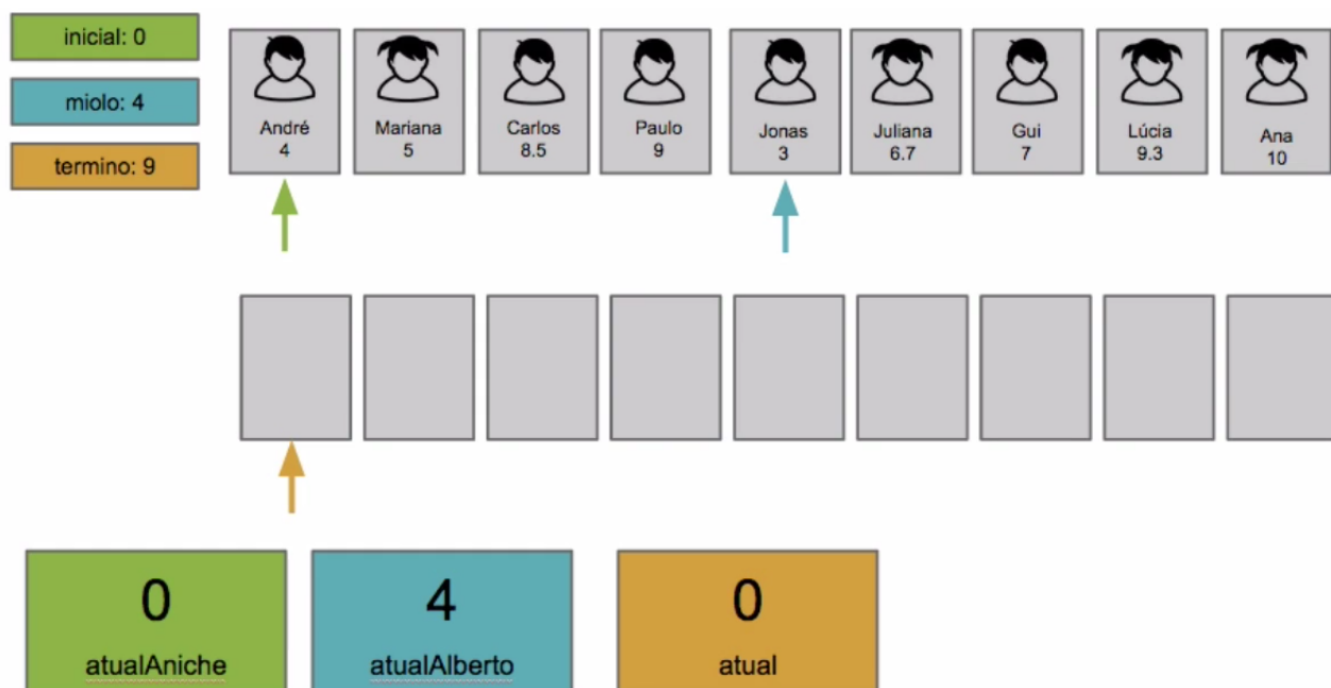 inicial: 0
miolo: 4
termino: 9
André
4
Mariana
5
Carlos
8.5
Paulo
9
Jonas
3
Juliana
6.7
Gui
7
Lúcia
9.3
Ana
10
0
atualAniche
4
atualAlberto
0
atual